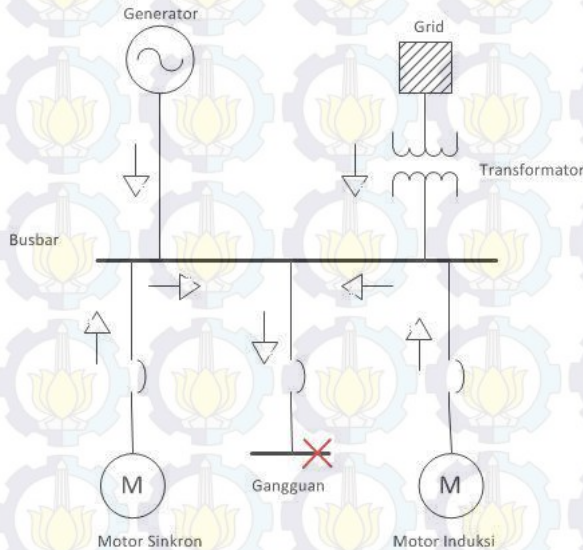 Generator
Grid
Transformator
Busbar
Gangguan
M
M
Motor Sinkron
Motor Induksi